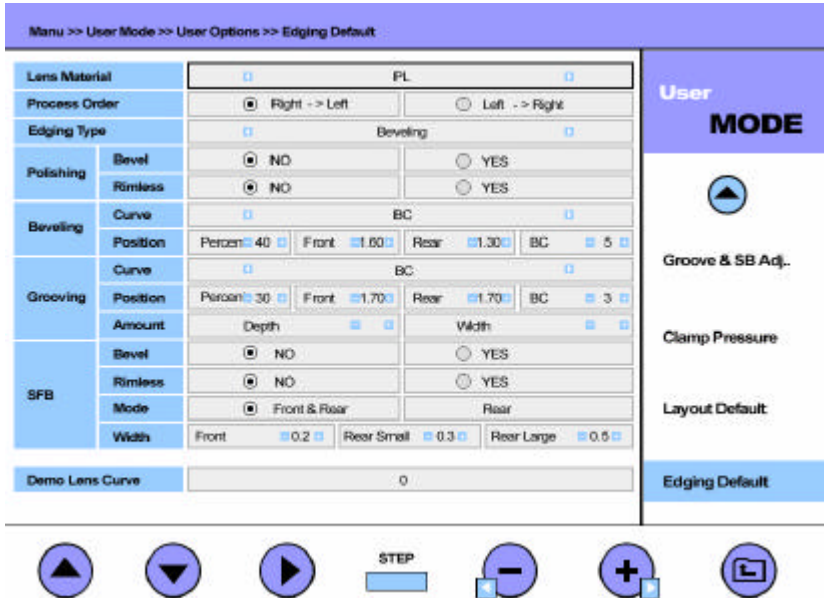 Manu >> User Mode >> User Options >> Edging Default
Lens Material PL
Process Order Right - > Left Left - > Right
Edging Type Beveling
Polishing Bevel NO YES
Rimless NO YES
Beveling Curve BC
Position Percen 40 Front 1.60 Rear 1.30 BC 5
Grooving Curve BC
Position Percen 30 Front 1.70 Rear 1.70 BC 3
Amount Depth Width
SFB Bevel NO YES
Rimless NO YES
Mode Front & Rear Rear
Width Front 0.2 Rear Small 0.3 Rear Large 0.5
Demo Lens Curve 0
User
MODE
Groove & SB Adj..
Clamp Pressure
Layout Default
Edging Default
STEP